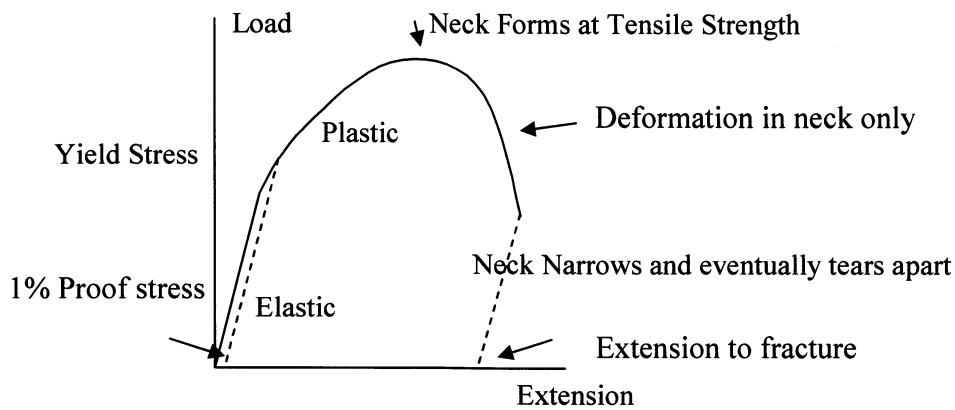 Load
Neck Forms at Tensile Strength
Plastic
Deformation in neck only
Yield Stress
Neck Narrows and eventually tears apart
1% Proof stress
Elastic
Extension to fracture
Extension